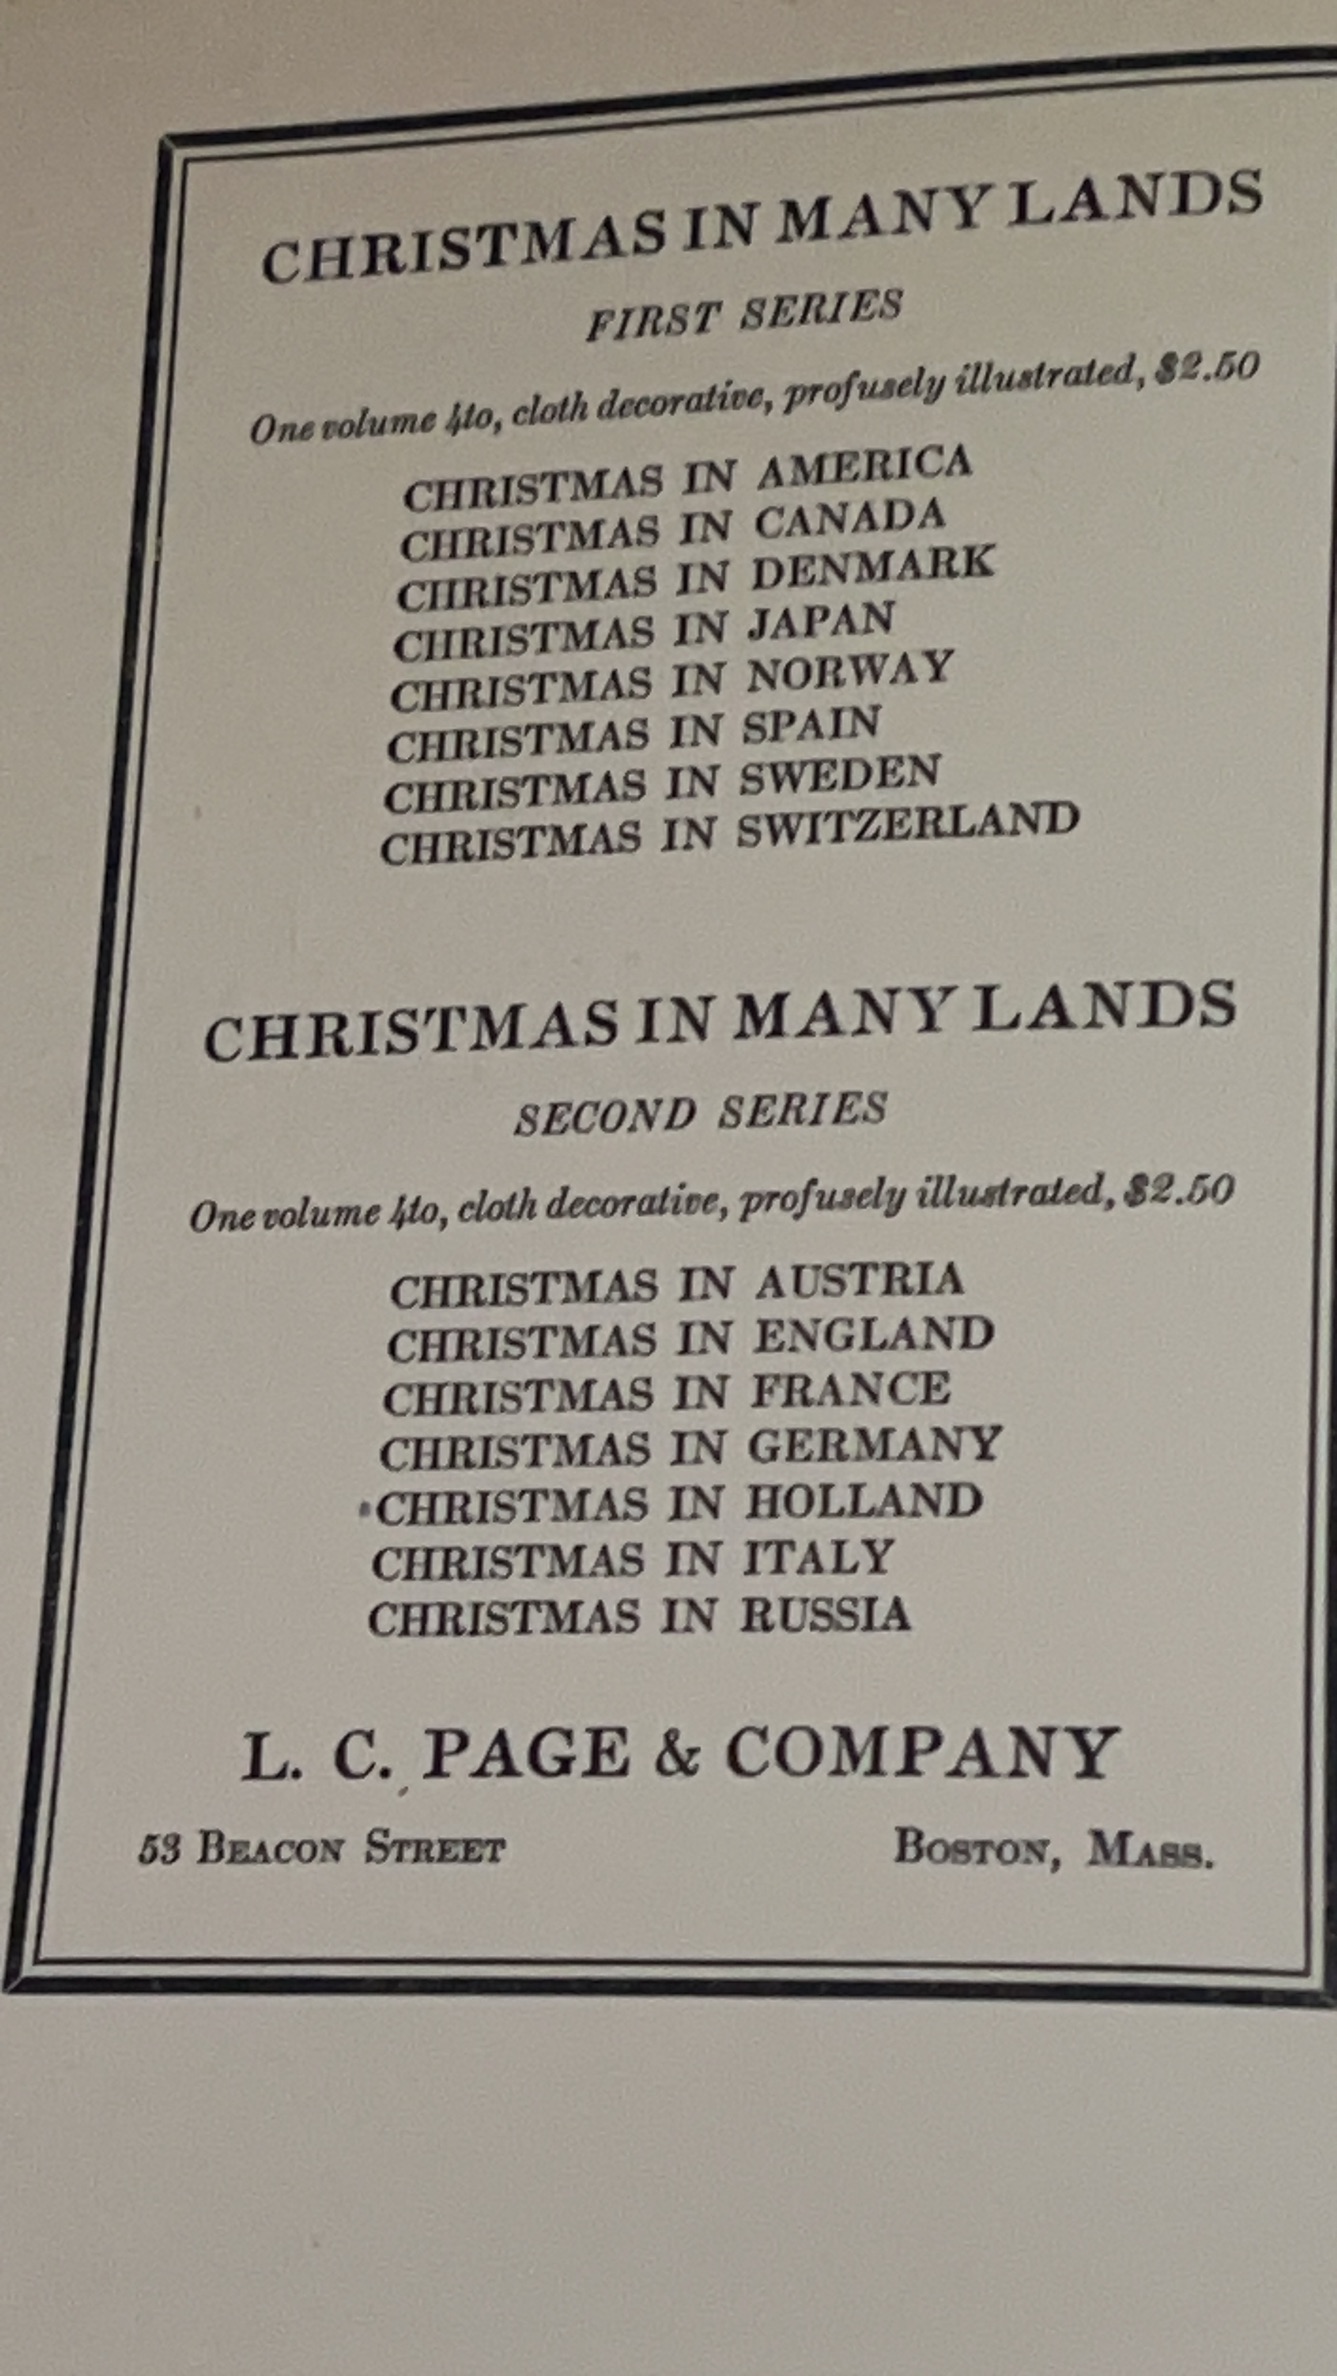 CHRISTMAS IN MANY LANDS
FIRST SERIES
One volume 4to, cloth decorative, profusely illustrated, $2.50
CHRISTMAS IN AMERICA
CHRISTMAS IN CANADA
CHRISTMAS IN DENMARK
CHRISTMAS IN JAPAN
CHRISTMAS IN NORWAY
CHRISTMAS IN SPAIN
CHRISTMAS IN SWEDEN
CHRISTMAS IN SWITZERLAND
CHRISTMAS IN MANY LANDS
SECOND SERIES
One volume 4to, cloth decorative, profusely illustrated, $2.50
CHRISTMAS IN AUSTRIA
CHRISTMAS IN ENGLAND
CHRISTMAS IN FRANCE
CHRISTMAS IN GERMANY
CHRISTMAS IN HOLLAND
CHRISTMAS IN ITALY
CHRISTMAS IN RUSSIA
L. C. PAGE & COMPANY
53 BEACON STREET BOSTON, MASS.